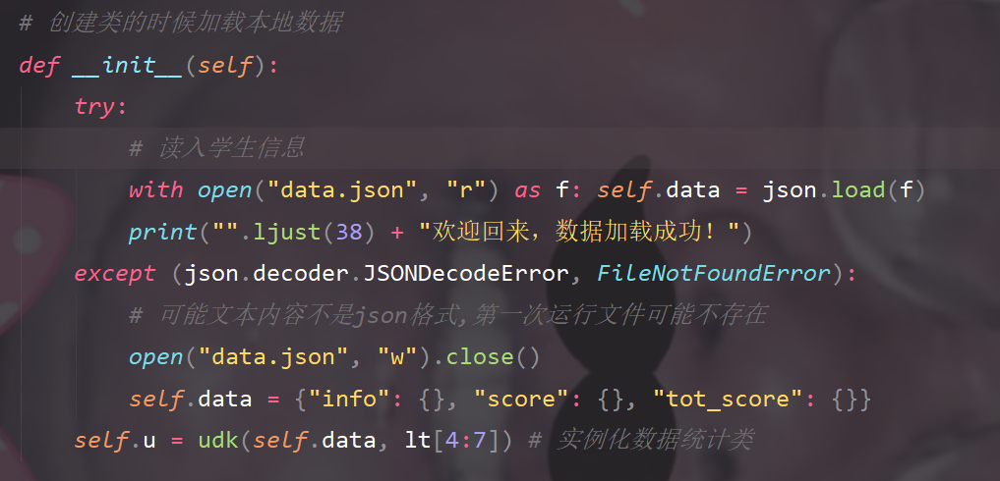 # 创建类的时候加载本地数据
def __init__(self):
    try:
        # 读入学生信息
        with open("data.json", "r") as f: self.data = json.load(f)
        print("".ljust(38) + "欢迎回来，数据加载成功！")
    except (json.decoder.JSONDecodeError, FileNotFoundError):
        # 可能文本内容不是json格式,第一次运行文件可能不存在
        open("data.json", "w").close()
        self.data = {"info": {}, "score": {}, "tot_score": {}}
    self.u = udk(self.data, lt[4:7]) # 实例化数据统计类